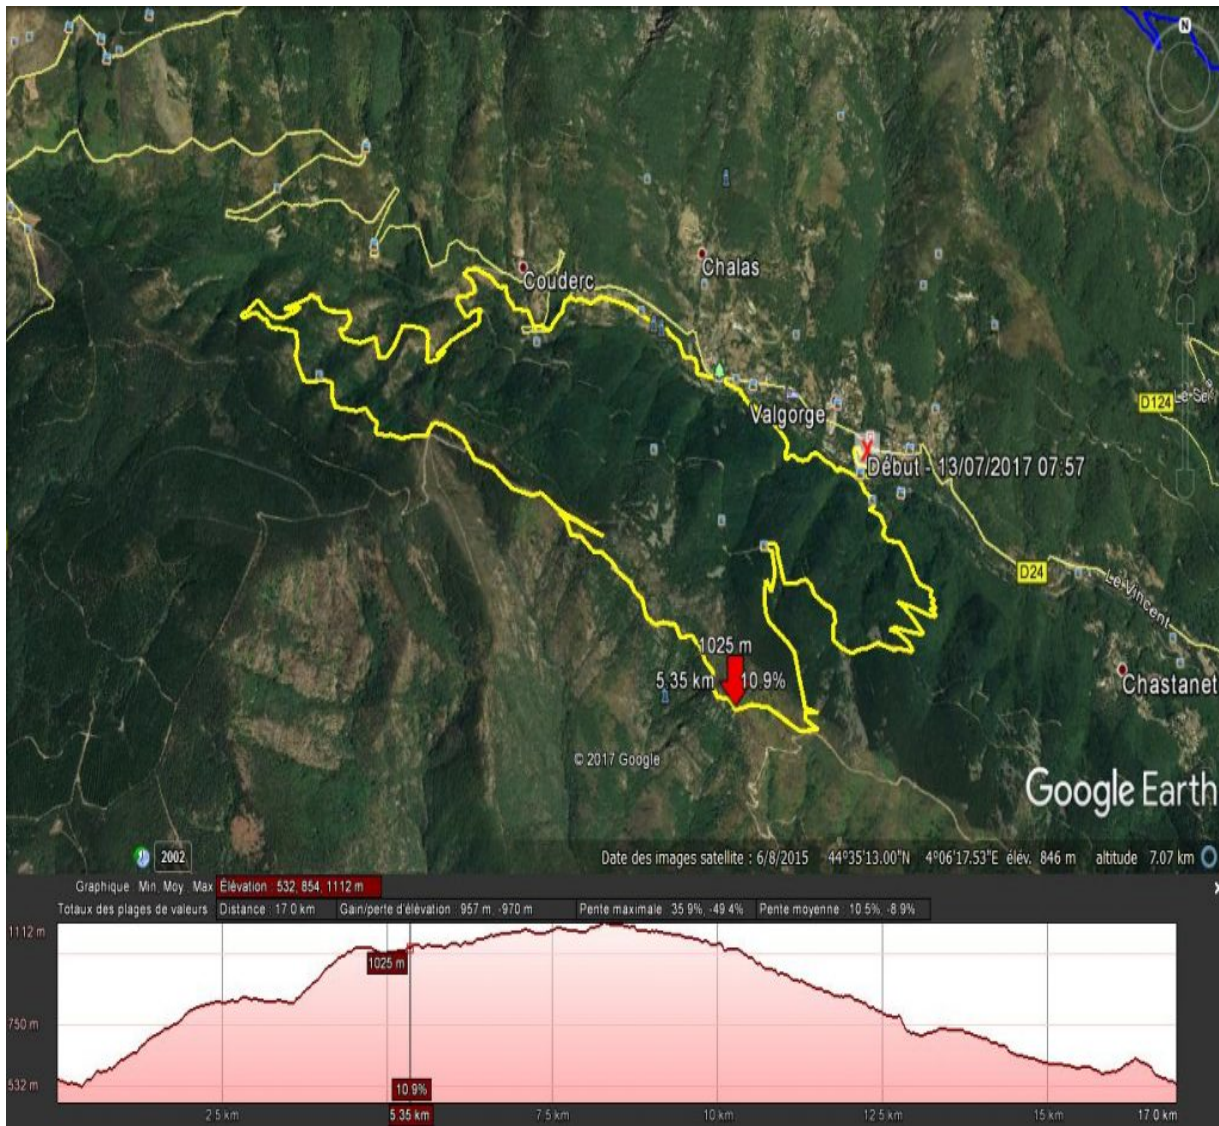 N
Couderc
Chalas
D124
Le Sel
Valgorge
Début - 13/07/2017 07:57
D24
Le Vincent
1025 m
5.35 km 10.9%
Chastanet
© 2017 Google
Google Earth
2002
Date des images satellite : 6/8/2015 44°35'13.00"N 4°06'17.53"E élév. 846 m altitude 7.07 km
Graphique : Min, Moy , Max Élévation : 532, 854, 1112 m
Totaux des plages de valeurs : Distance : 17.0 km Gain/perte d'élévation : 957 m, -970 m Pente maximale : 35.9%, -49.4% Pente moyenne : 10.5%, -8.9%
1112 m
1025 m
750 m
532 m
10.9%
2.5 km 5.35 km 7.5 km 10 km 12.5 km 15 km 17.0 km